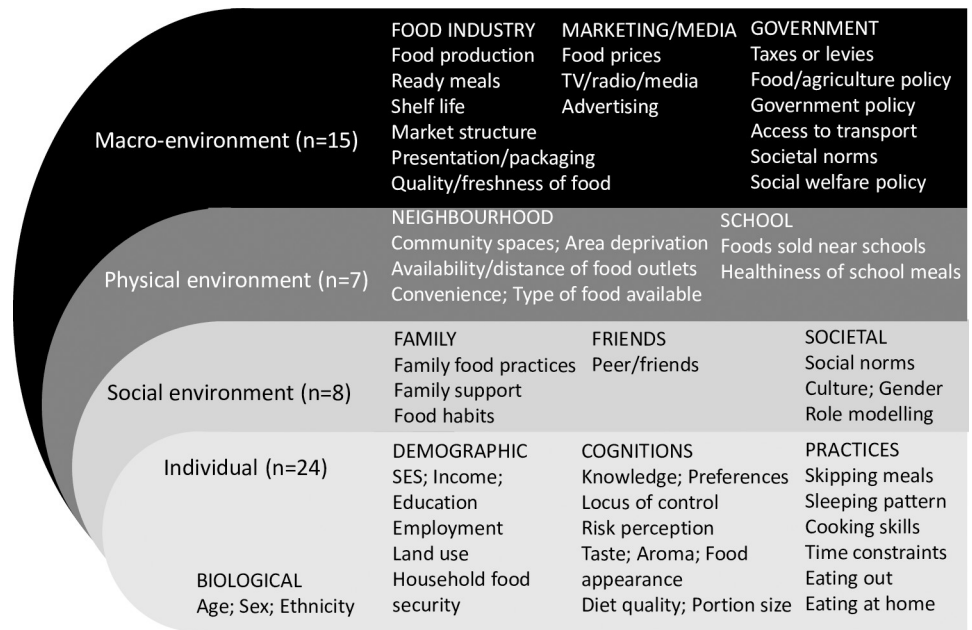 Macro-environment (n=15)
FOOD INDUSTRY
Food production
Ready meals
Shelf life
Market structure
Presentation/packaging
Quality/freshness of food
MARKETING/MEDIA
Food prices
TV/radio/media
Advertising
GOVERNMENT
Taxes or levies
Food/agriculture policy
Government policy
Access to transport
Societal norms
Social welfare policy
Physical environment (n=7)
NEIGHBOURHOOD
Community spaces; Area deprivation
Availability/distance of food outlets
Convenience; Type of food available
SCHOOL
Foods sold near schools
Healthiness of school meals
Social environment (n=8)
FAMILY
Family food practices
Family support
Food habits
FRIENDS
Peer/friends
SOCIETAL
Social norms
Culture; Gender
Role modelling
Individual (n=24)
BIOLOGICAL
Age; Sex; Ethnicity
DEMOGRAPHIC
SES; Income;
Education
Employment
Land use
Household food
security
COGNITIONS
Knowledge; Preferences
Locus of control
Risk perception
Taste; Aroma; Food
appearance
Diet quality; Portion size
PRACTICES
Skipping meals
Sleeping pattern
Cooking skills
Time constraints
Eating out
Eating at home